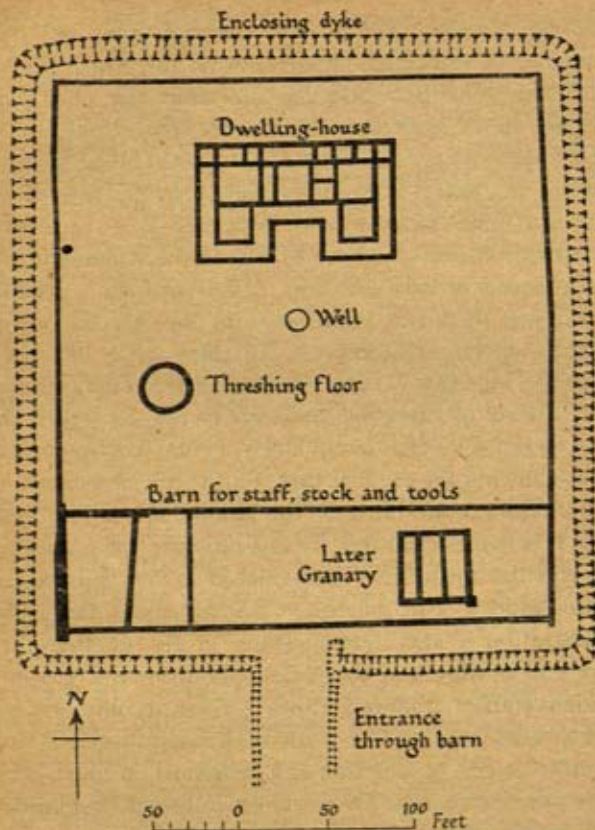 Enclosing dyke
Dwelling-house
Well
Threshing floor
Barn for staff, stock and tools
Later
Granary
N
Entrance
through barn
50 0 50 100 Feet